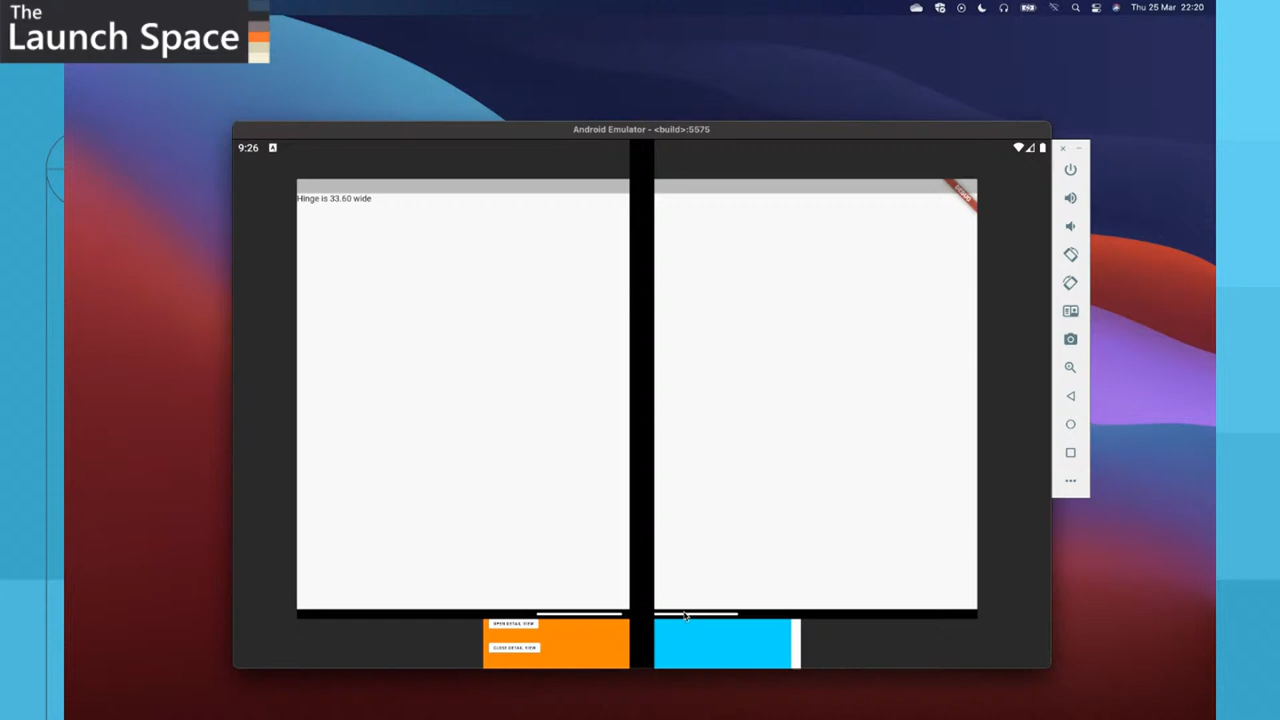 The
Launch Space
Thu 25 Mar 22:20
Android Emulator - <build>:5575
9:26
Hinge is 33.60 wide
DEBUG
OPEN DETAIL VIEW
CLOSE DETAIL VIEW